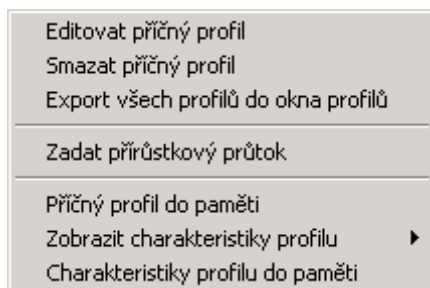 Editovat příčný profil
Smazat příčný profil
Export všech profilů do okna profilů
Zadat přírůstkový průtok
Příčný profil do paměti
Zobrazit charakteristiky profilu
Charakteristiky profilu do paměti